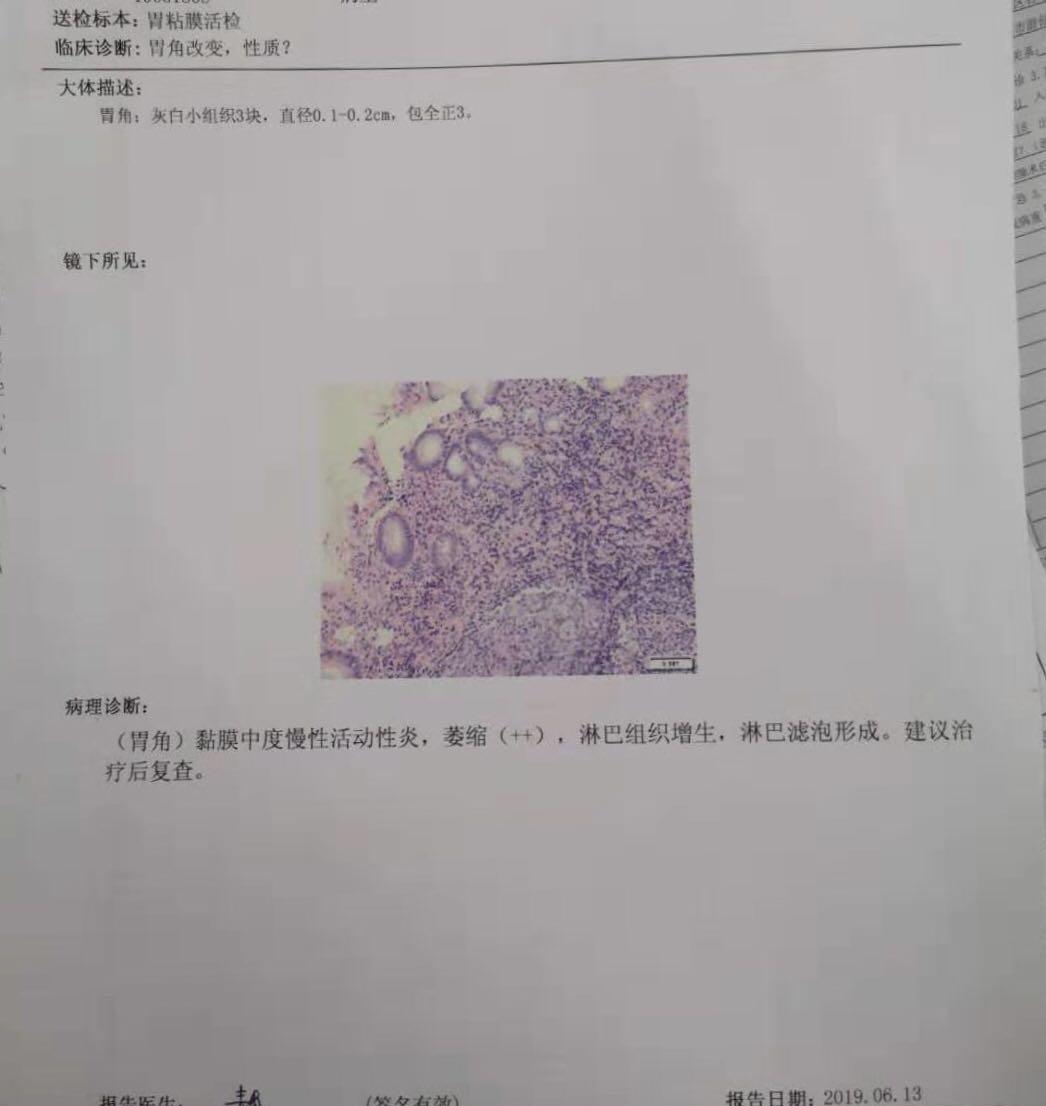 送检标本：胃粘膜活检
临床诊断：胃角改变，性质？
大体描述：
胃角：灰白小组织3块，直径0.1-0.2cm，包全正3。
镜下所见：
病理诊断：
（胃角）黏膜中度慢性活动性炎，萎缩（++），淋巴组织增生，淋巴滤泡形成。建议治
疗后复查。
报告医生：
（签名有效）
报告日期：2019.06.13